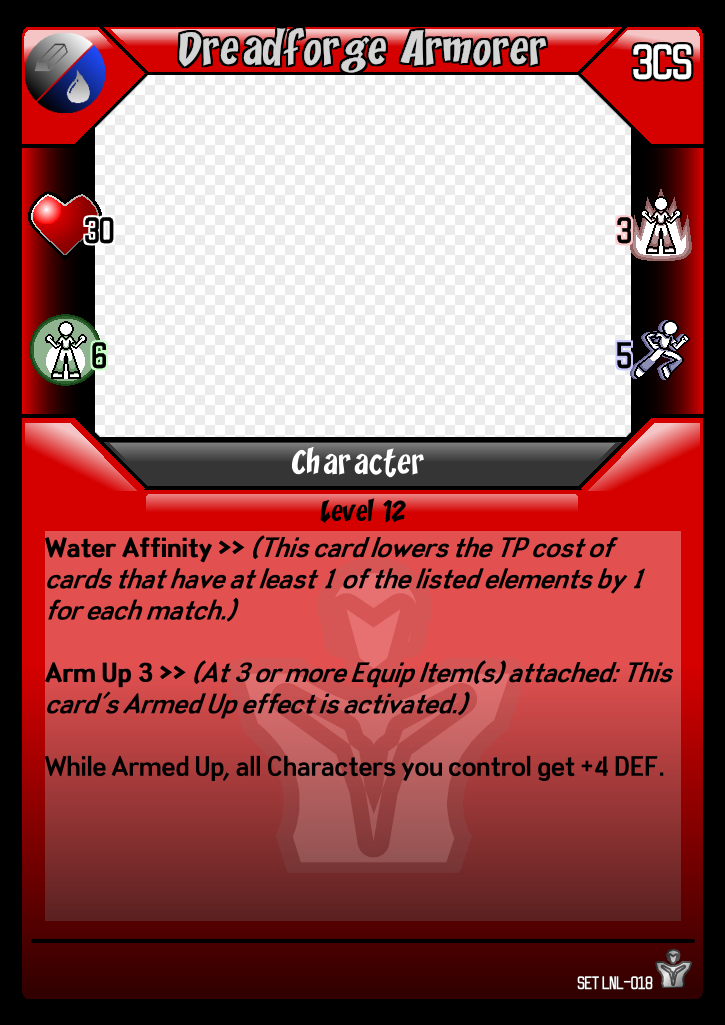 Dreadforge Armorer
3CS
30
3
6
5
Character
Level 12
Water Affinity >> (This card lowers the TP cost of
cards that have at least 1 of the listed elements by 1
for each match.)
Arm Up 3 >> (At 3 or more Equip Item(s) attached: This
card's Armed Up effect is activated.)
While Armed Up, all Characters you control get +4 DEF.
SET LNL-018